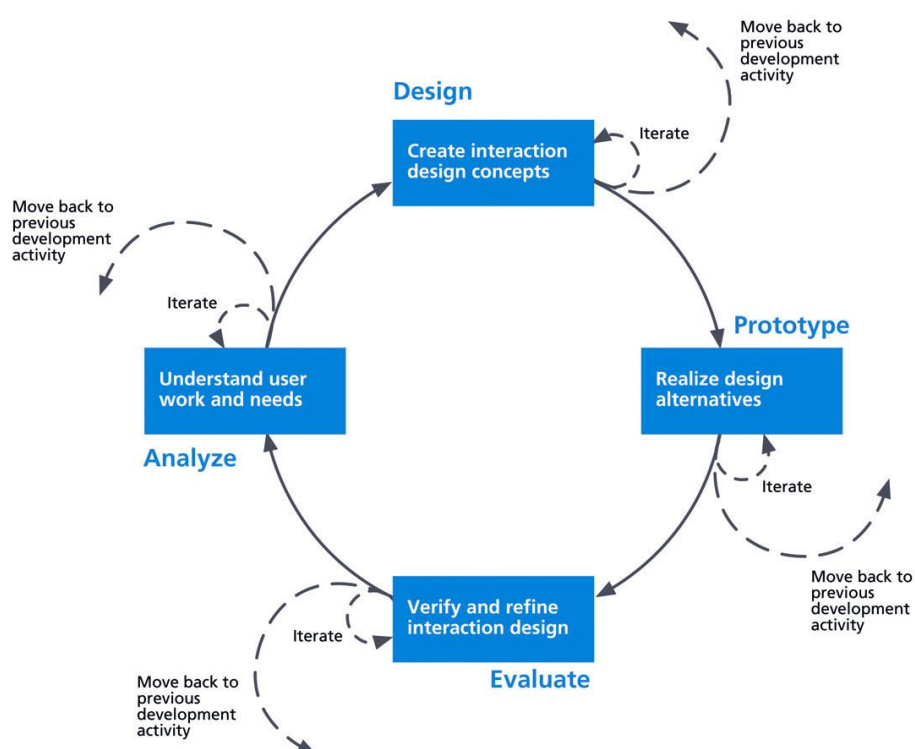 Move back to
previous
development
activity
Design
Iterate
Create interaction
design concepts
Move back to
previous
development
activity
Iterate
Prototype
Understand user
work and needs
Realize design
alternatives
Analyze
Iterate
Move back to
previous
development
activity
Verify and refine
interaction design
Iterate
Evaluate
Move back to
previous
development
activity